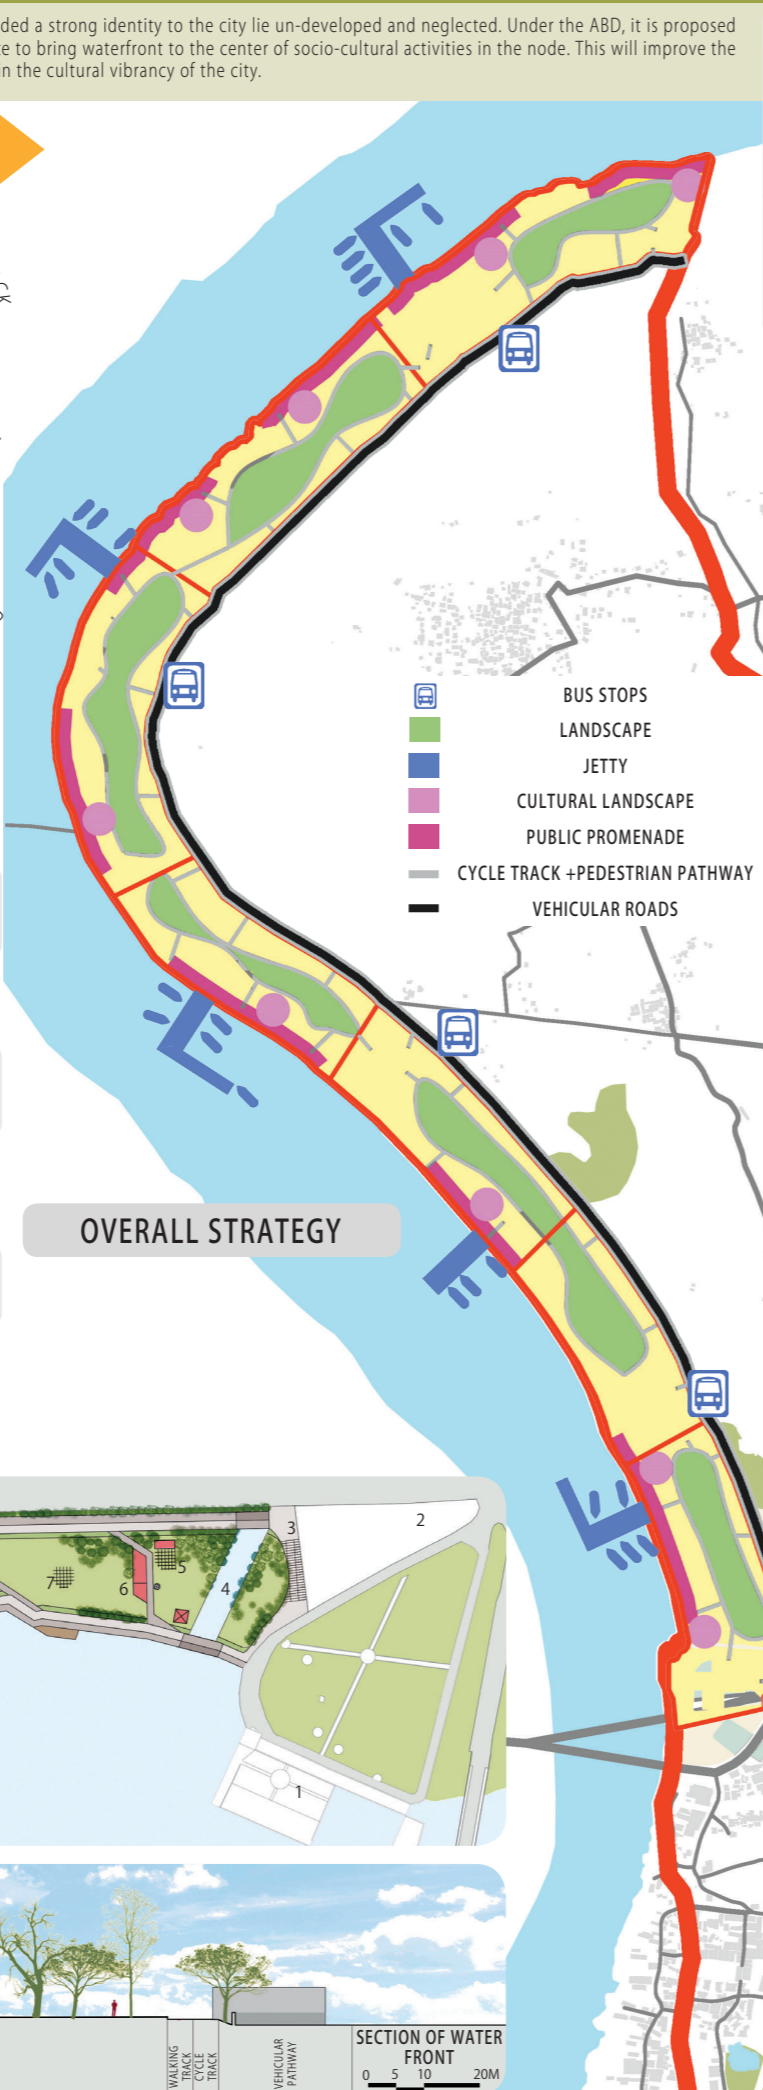 ded a strong identity to the city lie un-developed and neglected. Under the ABD, it is proposed
te to bring waterfront to the center of socio-cultural activities in the node. This will improve the
in the cultural vibrancy of the city.
BUS STOPS
LANDSCAPE
JETTY
CULTURAL LANDSCAPE
PUBLIC PROMENADE
CYCLE TRACK +PEDESTRIAN PATHWAY
VEHICULAR ROADS
OVERALL STRATEGY
3
2
7
6
5
4
1
WALKING
TRACK
CYCLE
TRACK
VEHICULAR
PATHWAY
SECTION OF WATER
FRONT
0 5 10 20M